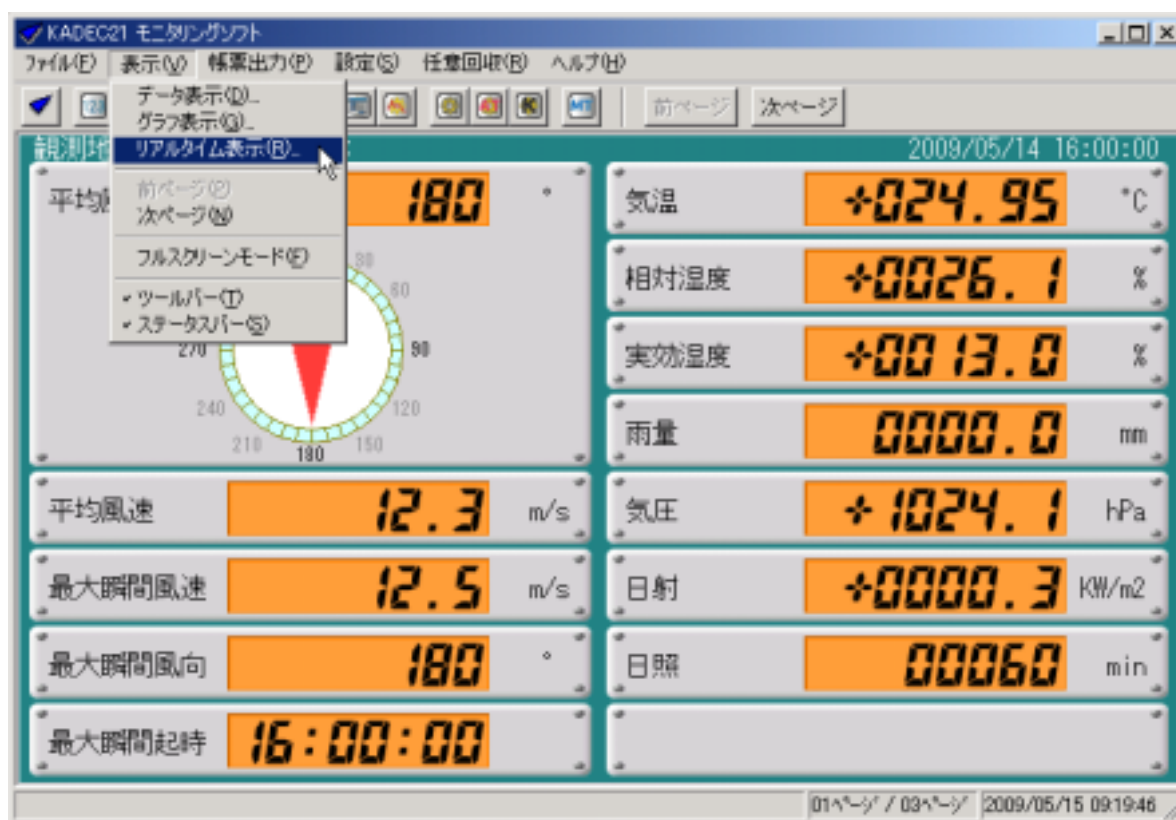 KADEC21 モニタリングソフト
ファイル(F) 表示(V) 帳票出力(P) 設定(S) 任意回収(R) ヘルプ(H)
前ページ 次ページ
データ表示(D)...
グラフ表示(G)...
リアルタイム表示(R)...
前ページ(P)
次ページ(N)
フルスクリーンモード(F)
ツールバー(T)
ステータスバー(S)
観測地
2009/05/14 16:00:00
平均
180 °
30
60
90
120
150
180
210
240
270
平均風速 12.3 m/s
最大瞬間風速 12.5 m/s
最大瞬間風向 180 °
最大瞬間起時 16:00:00
気温 +024.95 °C
相対湿度 +0026.1 %
実効湿度 +0013.0 %
雨量 0000.0 mm
気圧 +1024.1 hPa
日射 +0000.3 KW/m2
日照 00060 min
01ページ / 03ページ 2009/05/15 09:19:46